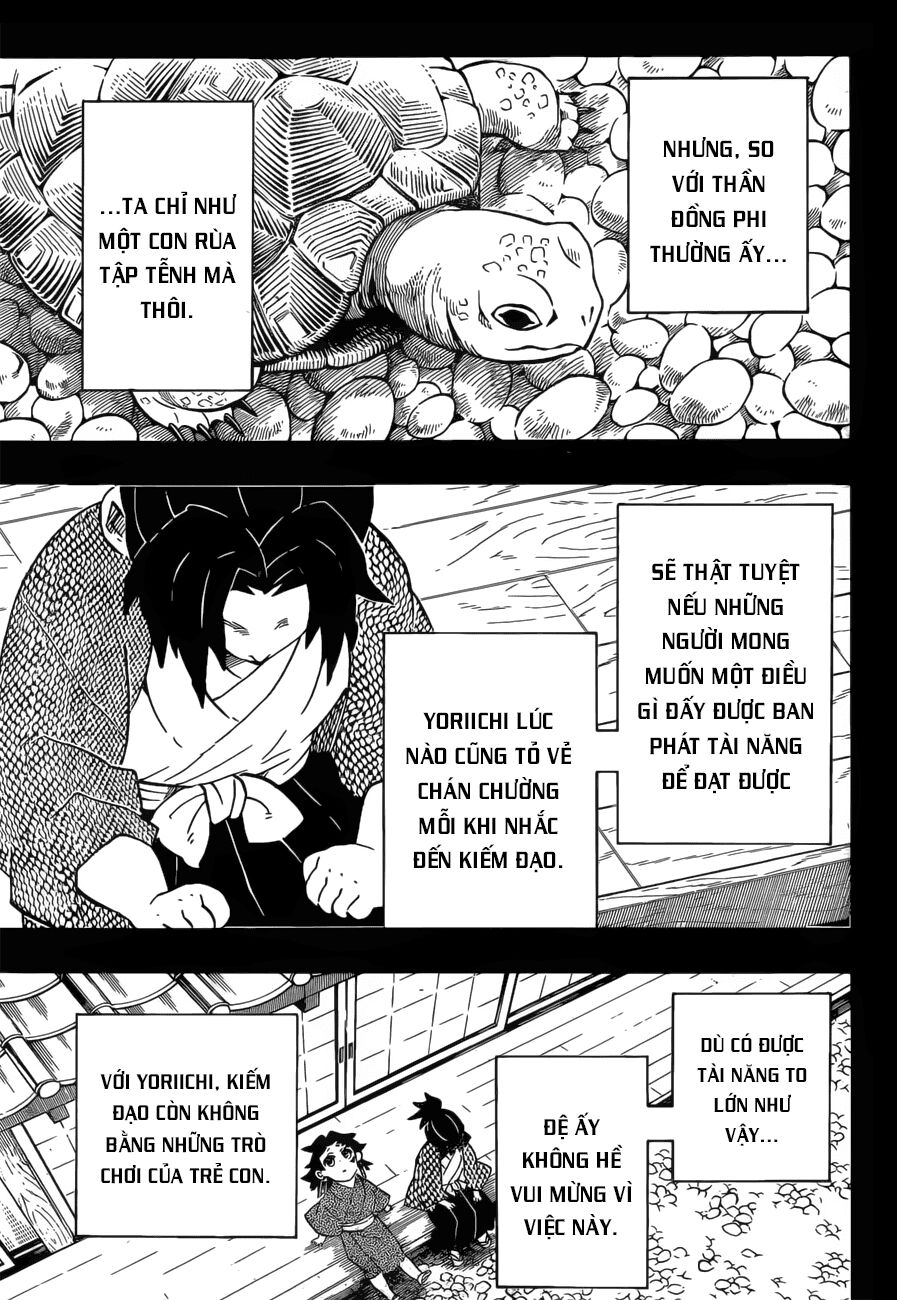 NHƯNG, SO
VỚI THẦN
ĐỒNG PHI
THƯỜNG ẤY...
...TA CHỈ NHƯ
MỘT CON RÙA
TẬP TỄNH MÀ
THÔI.
SẼ THẬT TUYỆT
NẾU NHỮNG
NGƯỜI MONG
MUỐN MỘT ĐIỀU
GÌ ĐẤY ĐƯỢC BAN
PHÁT TÀI NĂNG
ĐỂ ĐẠT ĐƯỢC
YORIICHI LÚC
NÀO CŨNG TỎ VẺ
CHÁN CHƯỜNG
MỖI KHI NHẮC
ĐẾN KIẾM ĐẠO.
DÙ CÓ ĐƯỢC
TÀI NĂNG TO
LỚN NHƯ
VẬY...
ĐỆ ẤY
KHÔNG HỀ
VUI MỪNG VÌ
VIỆC NÀY.
VỚI YORIICHI, KIẾM
ĐẠO CÒN KHÔNG
BẰNG NHỮNG TRÒ
CHƠI CỦA TRẺ CON.